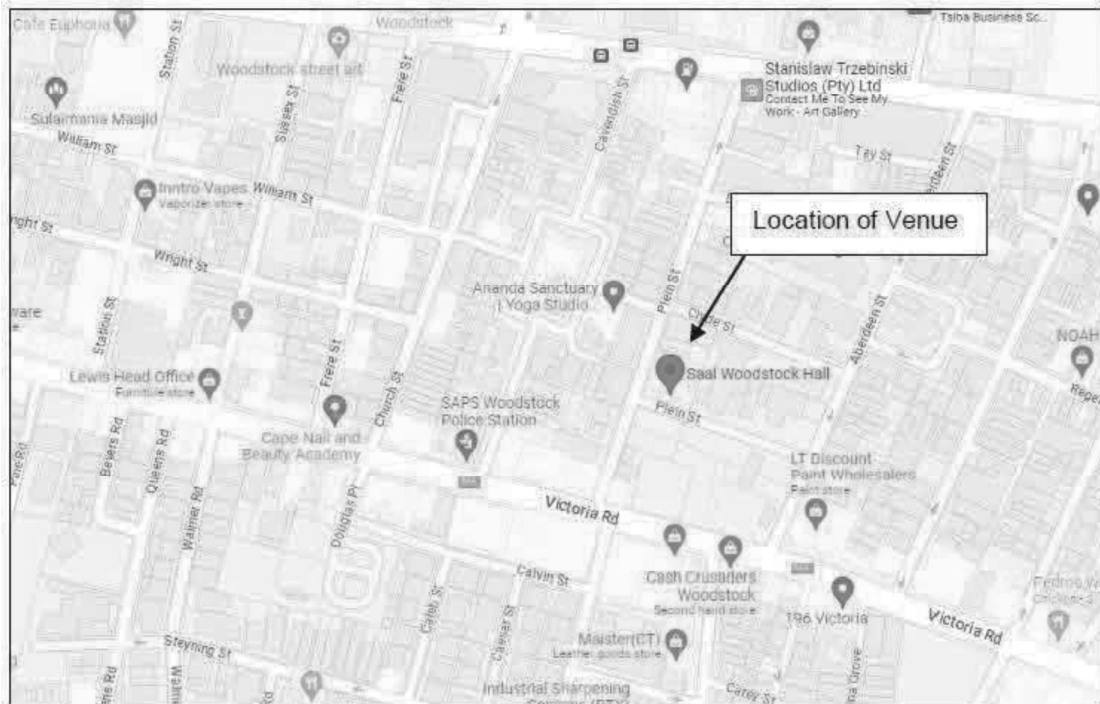 Cafe Euphoria
Station St
Woodstock
Tsiba Business Sc...
Woodstock street art
Frere St
Stanislaw Trzebinski
Studios (Pty) Ltd
Contact Me To See My
Work - Art Gallery
Sussex St
Cavendish St
Sulaimania Masjid
William St
Tay St
Aberdeen St
Inntro Vapes
Vaporizer store
William St
Location of Venue
Wright St
Wright St
Ananda Sanctuary
| Yoga Studio...
Plein St
Clyde St
Station St
Frere St
Church St
Aberdeen St
NOAH
Lewis Head Office
Furniture store
Saal Woodstock Hall
SAPS Woodstock
Police Station
Plein St
Cape Nail and
Beauty Academy
Beyers Rd
Queens Rd
Pine Rd
Walmer Rd
Douglas Pl
LT Discount
Paint Wholesalers
Paint store
Victoria Rd
Calvin St
Cash Crusaders
Woodstock
Second hand store
196 Victoria
Victoria Rd
Caleb St
Caesar St
Maister(CT)
Leather goods store
Steyning St
Industrial Sharpening